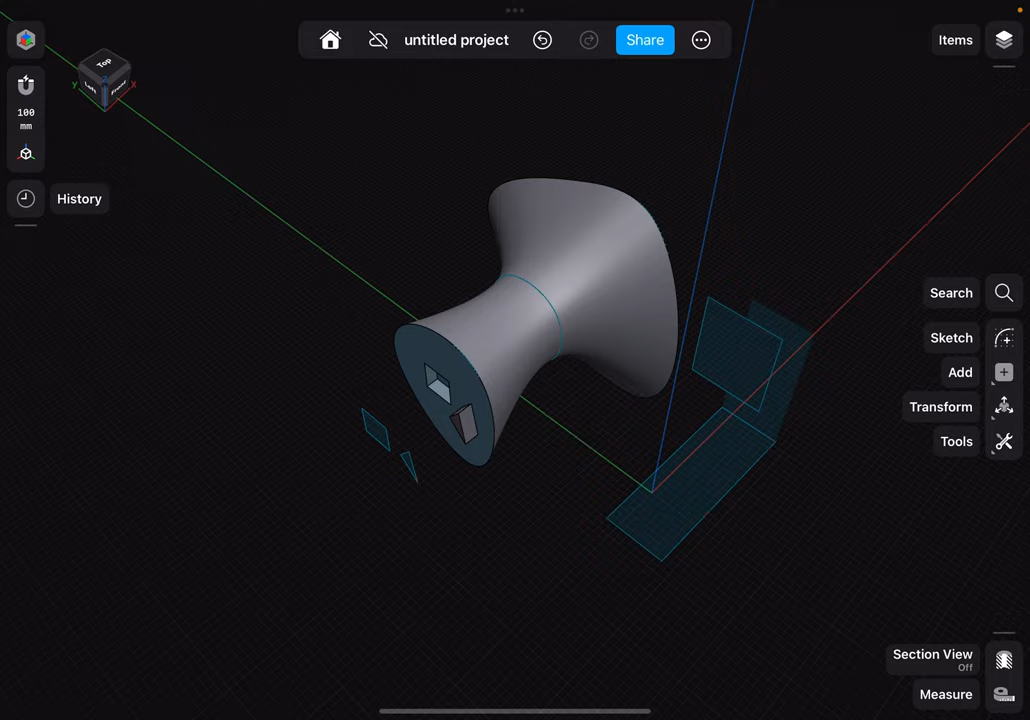 untitled project
Share
Items
Top
Left
Front
Y
Z
X
100
mm
History
Search
Sketch
Add
Transform
Tools
Section View
Off
Measure